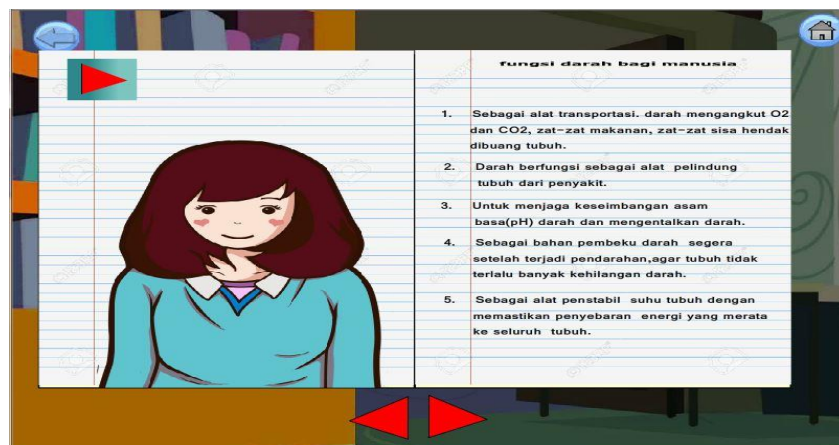 fungsi darah bagi manusia
1. Sebagai alat transportasi. darah mengangkut O2
dan CO2, zat-zat makanan, zat-zat sisa hendak
dibuang tubuh.
2. Darah berfungsi sebagai alat pelindung
tubuh dari penyakit.
3. Untuk menjaga keseimbangan asam
basa(pH) darah dan mengentalkan darah.
4. Sebagai bahan pembeku darah segera
setelah terjadi pendarahan,agar tubuh tidak
terlalu banyak kehilangan darah.
5. Sebagai alat penstabil suhu tubuh dengan
memastikan penyebaran energi yang merata
ke seluruh tubuh.